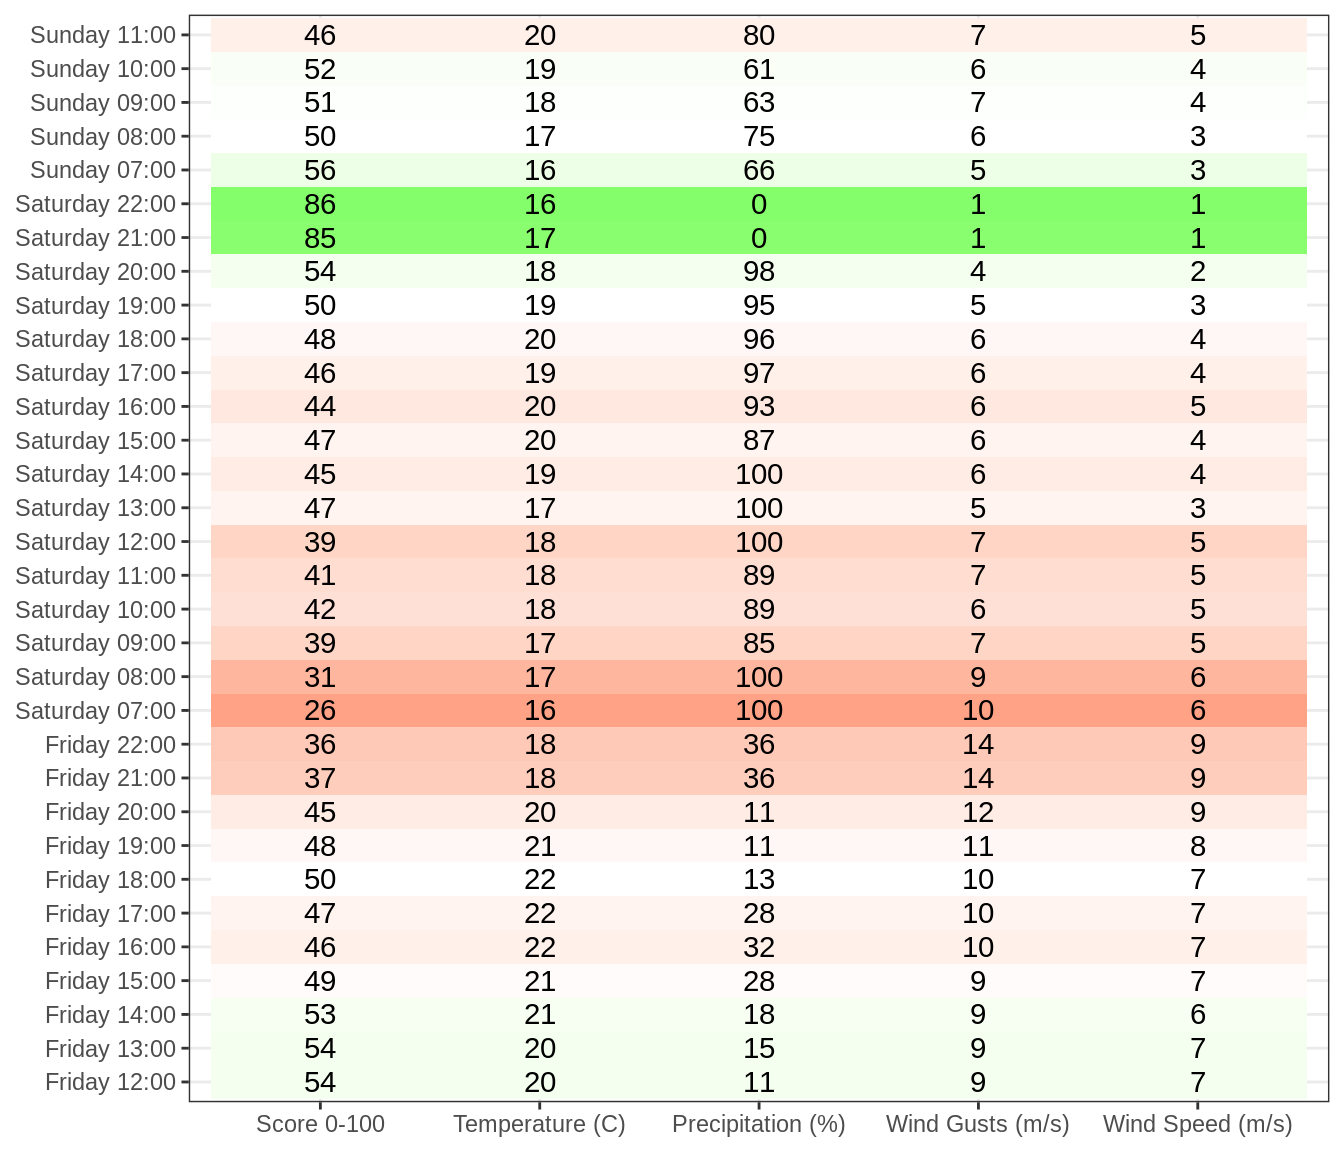 Sunday 11:00 46 20 80 7 5
Sunday 10:00 52 19 61 6 4
Sunday 09:00 51 18 63 7 4
Sunday 08:00 50 17 75 6 3
Sunday 07:00 56 16 66 5 3
Saturday 22:00 86 16 0 1 1
Saturday 21:00 85 17 0 1 1
Saturday 20:00 54 18 98 4 2
Saturday 19:00 50 19 95 5 3
Saturday 18:00 48 20 96 6 4
Saturday 17:00 46 19 97 6 4
Saturday 16:00 44 20 93 6 5
Saturday 15:00 47 20 87 6 4
Saturday 14:00 45 19 100 6 4
Saturday 13:00 47 17 100 5 3
Saturday 12:00 39 18 100 7 5
Saturday 11:00 41 18 89 7 5
Saturday 10:00 42 18 89 6 5
Saturday 09:00 39 17 85 7 5
Saturday 08:00 31 17 100 9 6
Saturday 07:00 26 16 100 10 6
Friday 22:00 36 18 36 14 9
Friday 21:00 37 18 36 14 9
Friday 20:00 45 20 11 12 9
Friday 19:00 48 21 11 11 8
Friday 18:00 50 22 13 10 7
Friday 17:00 47 22 28 10 7
Friday 16:00 46 22 32 10 7
Friday 15:00 49 21 28 9 7
Friday 14:00 53 21 18 9 6
Friday 13:00 54 20 15 9 7
Friday 12:00 54 20 11 9 7
Score 0-100 Temperature (C) Precipitation (%) Wind Gusts (m/s) Wind Speed (m/s)